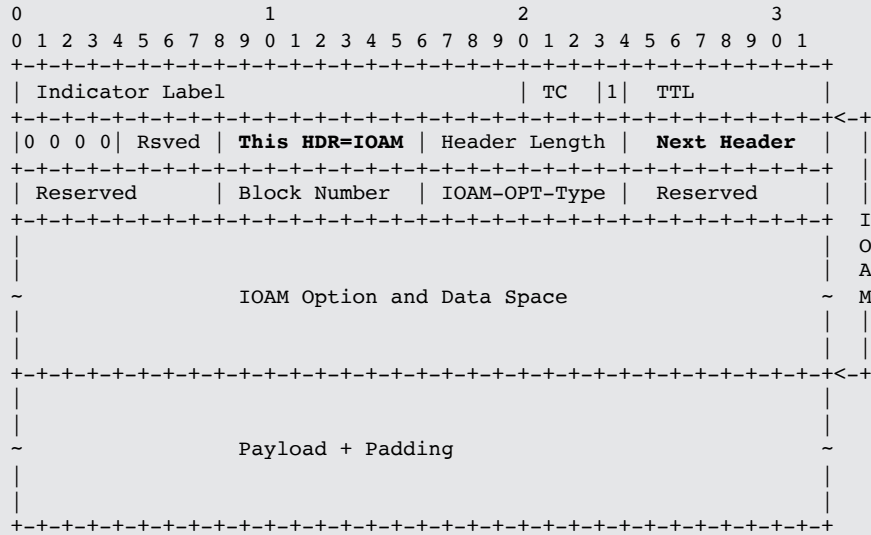 0                   1                   2                   3
0 1 2 3 4 5 6 7 8 9 0 1 2 3 4 5 6 7 8 9 0 1 2 3 4 5 6 7 8 9 0 1
+-+-+-+-+-+-+-+-+-+-+-+-+-+-+-+-+-+-+-+-+-+-+-+-+-+-+-+-+-+-+-+-+
| Indicator Label                       | TC  |1|  TTL          |
+-+-+-+-+-+-+-+-+-+-+-+-+-+-+-+-+-+-+-+-+-+-+-+-+-+-+-+-+-+-+-+-+<-+
|0 0 0 0| Rsved | This HDR=IOAM | Header Length |  Next Header  |  |
+-+-+-+-+-+-+-+-+-+-+-+-+-+-+-+-+-+-+-+-+-+-+-+-+-+-+-+-+-+-+-+-+  |
| Reserved      | Block Number  | IOAM-OPT-Type |  Reserved     |  |
+-+-+-+-+-+-+-+-+-+-+-+-+-+-+-+-+-+-+-+-+-+-+-+-+-+-+-+-+-+-+-+-+  I
|                                                               |  O
|                                                               |  A
~                 IOAM Option and Data Space                    ~  M
|                                                               |  |
|                                                               |  |
+-+-+-+-+-+-+-+-+-+-+-+-+-+-+-+-+-+-+-+-+-+-+-+-+-+-+-+-+-+-+-+-+<-+
|                                                               |
|                                                               |
~                 Payload + Padding                             ~
|                                                               |
|                                                               |
+-+-+-+-+-+-+-+-+-+-+-+-+-+-+-+-+-+-+-+-+-+-+-+-+-+-+-+-+-+-+-+-+